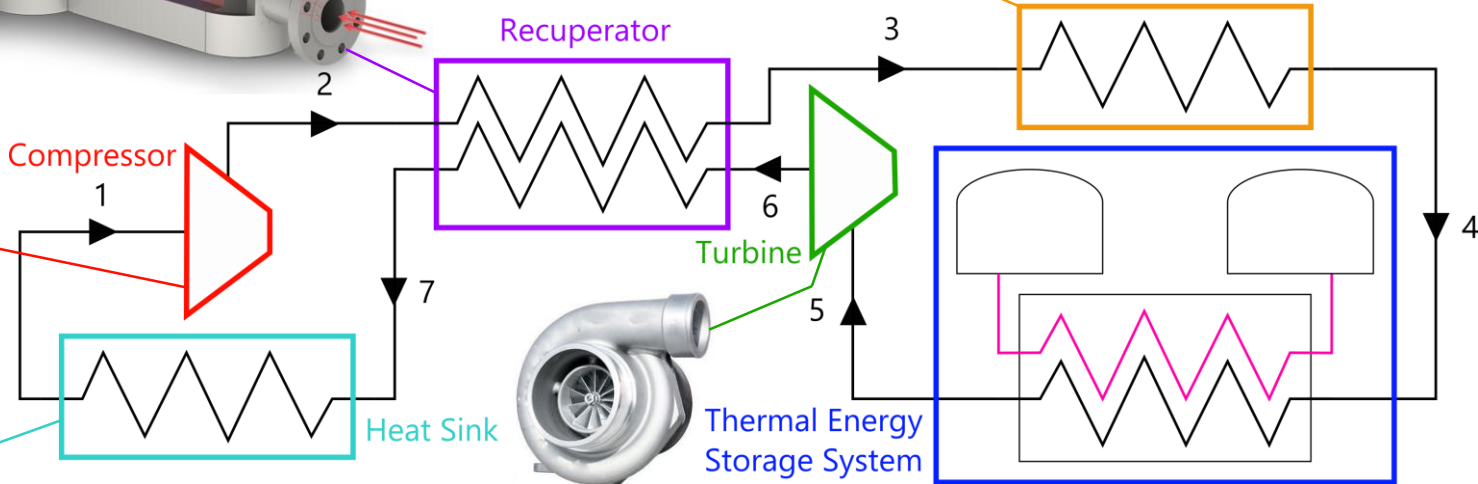 Recuperator
3
2
Compressor
1
6
4
Turbine
7
5
Heat Sink
Thermal Energy
Storage System